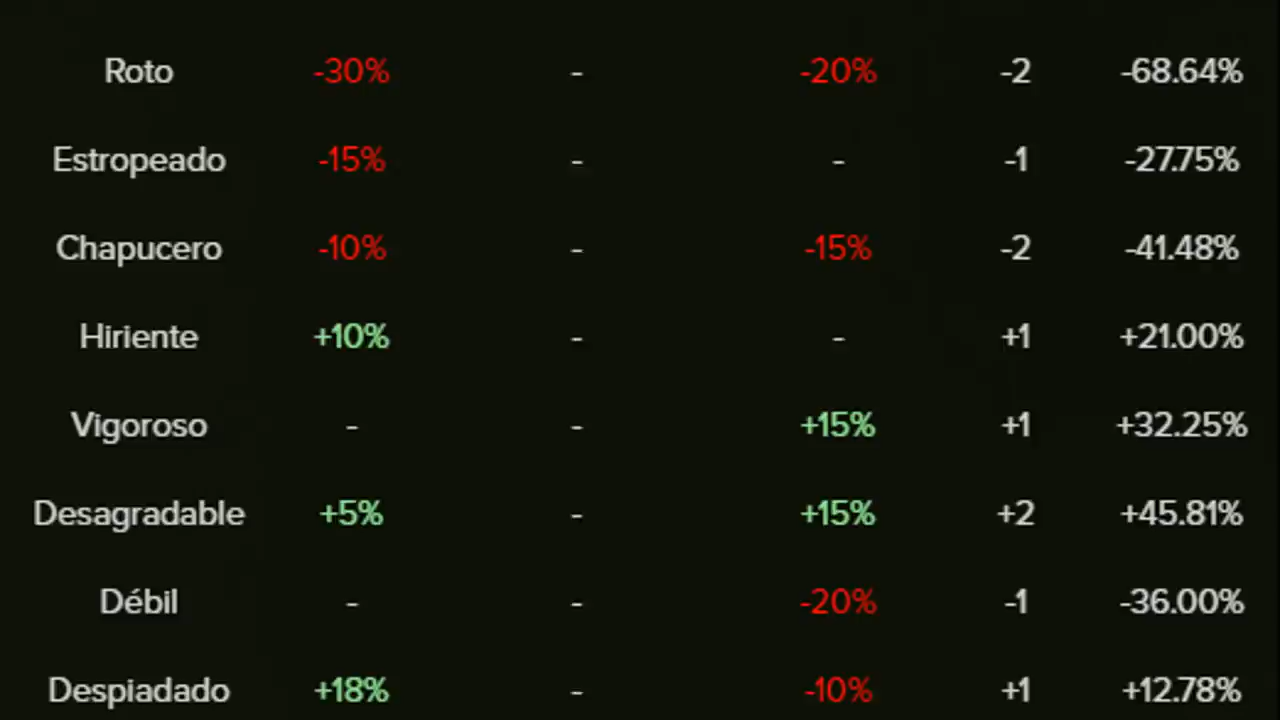 Roto -30% - -20% -2 -68.64%
Estropeado -15% - - -1 -27.75%
Chapucero -10% - -15% -2 -41.48%
Hiriente +10% - - +1 +21.00%
Vigoroso - - +15% +1 +32.25%
Desagradable +5% - +15% +2 +45.81%
Débil - - -20% -1 -36.00%
Despiadado +18% - -10% +1 +12.78%